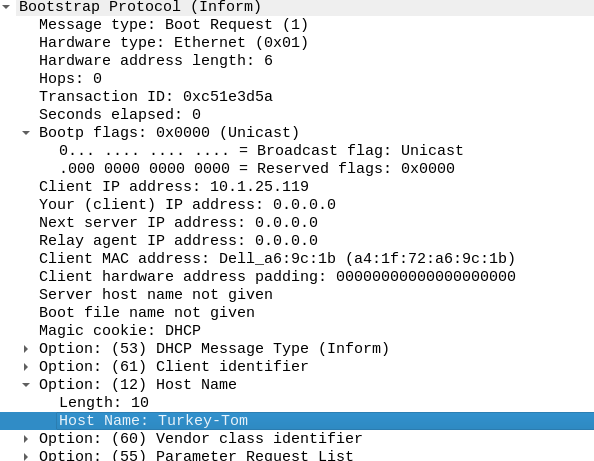 Bootstrap Protocol (Inform)
Message type: Boot Request (1)
Hardware type: Ethernet (0x01)
Hardware address length: 6
Hops: 0
Transaction ID: 0xc51e3d5a
Seconds elapsed: 0
Bootp flags: 0x0000 (Unicast)
0... .... .... .... = Broadcast flag: Unicast
.000 0000 0000 0000 = Reserved flags: 0x0000
Client IP address: 10.1.25.119
Your (client) IP address: 0.0.0.0
Next server IP address: 0.0.0.0
Relay agent IP address: 0.0.0.0
Client MAC address: Dell_a6:9c:1b (a4:1f:72:a6:9c:1b)
Client hardware address padding: 00000000000000000000
Server host name not given
Boot file name not given
Magic cookie: DHCP
Option: (53) DHCP Message Type (Inform)
Option: (61) Client identifier
Option: (12) Host Name
Length: 10
Host Name: Turkey-Tom
Option: (60) Vendor class identifier
Option: (55) Parameter Request List